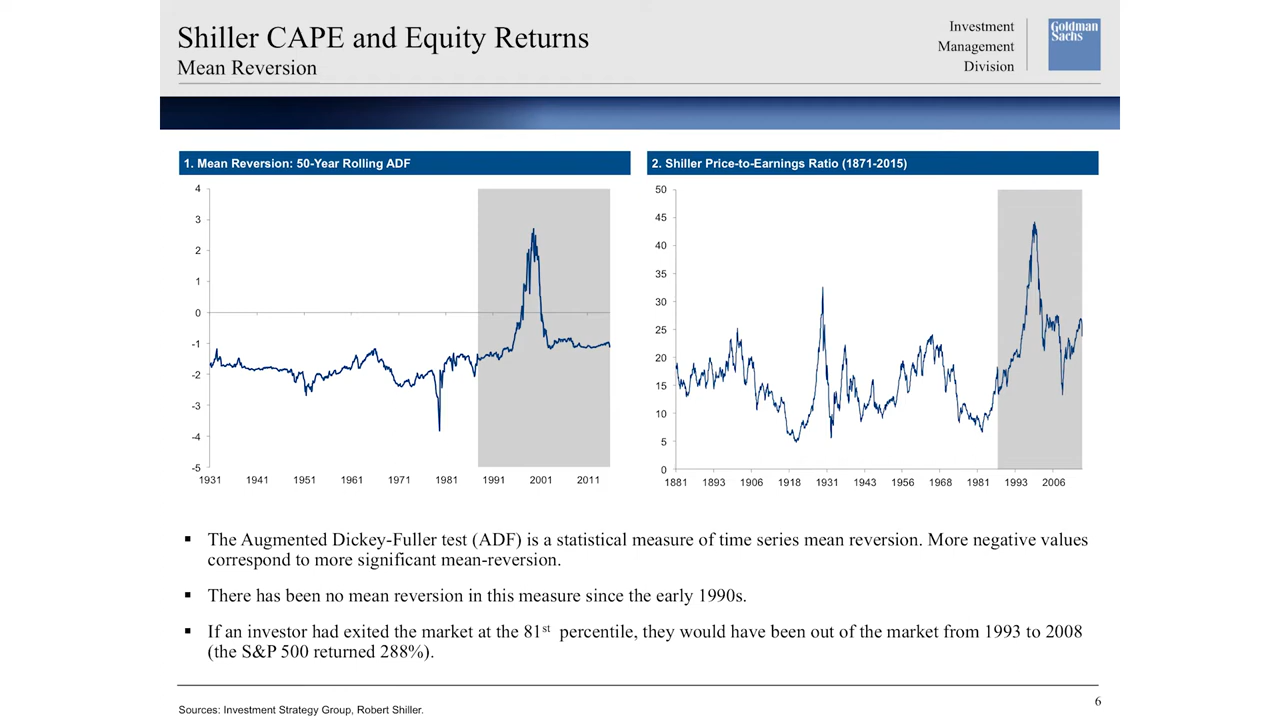 Shiller CAPE and Equity Returns
Mean Reversion
Investment
Management
Division
Goldman
Sachs
1. Mean Reversion: 50-Year Rolling ADF
4
3
2
1
0
-1
-2
-3
-4
-5
1931 1941 1951 1961 1971 1981 1991 2001 2011
2. Shiller Price-to-Earnings Ratio (1871-2015)
50
45
40
35
30
25
20
15
10
5
0
1881 1893 1906 1918 1931 1943 1956 1968 1981 1993 2006
▪ The Augmented Dickey-Fuller test (ADF) is a statistical measure of time series mean reversion. More negative values
correspond to more significant mean-reversion.
▪ There has been no mean reversion in this measure since the early 1990s.
▪ If an investor had exited the market at the 81st percentile, they would have been out of the market from 1993 to 2008
(the S&P 500 returned 288%).
6
Sources: Investment Strategy Group, Robert Shiller.